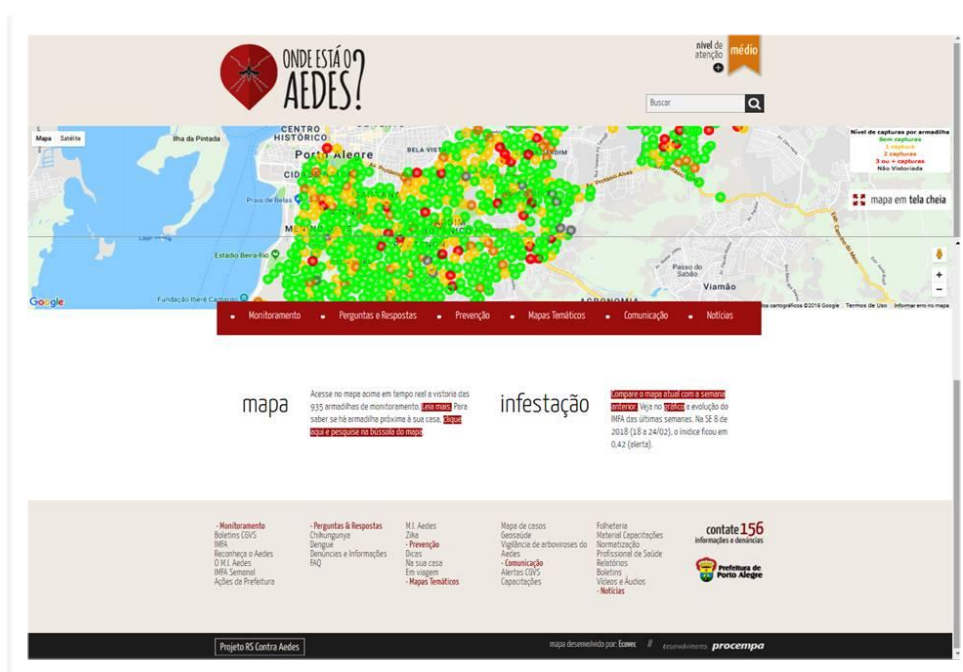 ONDE ESTÁ O
AEDES?
nível de
atenção
médio
Buscar
Mapa Satélite
Ilha da Pintada
CENTRO
HISTÓRICO
Porto Alegre
BELA VIST
Praia de Belas
Av. Protásio Alves
Estádio Beira-Rio
Fundação Iberê Camargo
Passo do
Sabão
Viamão
AGRONOMIA
Google
Nível de capturas por armadilha
Sem capturas
1 captura
2 capturas
3 ou + capturas
Não Vistoriada
mapa em tela cheia
cartográficos ©2018 Google Termos de Uso Informar erro no mapa
Monitoramento Perguntas e Respostas Prevenção Mapas Temáticos Comunicação Notícias
mapa
Acesse no mapa acima em tempo real a vistoria das
935 armadilhas de monitoramento. Leia mais. Para
saber se há armadilha próxima à sua casa, clique
aqui e pesquise na bússola do mapa
infestação
Compare o mapa atual com a semana
anterior. Veja no gráfico a evolução do
IMFA das últimas semanas. Na SE 8 de
2018 (18 a 24/02), o índice ficou em
0,42 (alerta).
- Monitoramento
Boletins CGVS
IMFA
Reconheça o Aedes
O M.I. Aedes
IMFA Semanal
Ações da Prefeitura
- Perguntas & Respostas
Chikungunya
Dengue
Denúncias e Informações
FAQ
M.I. Aedes
Zika
- Prevenção
Dicas
Na sua casa
Em viagem
- Mapas Temáticos
Mapa de casos
Geosaúde
Vigilância de arboviroses do
Aedes
- Comunicação
Alertas CGVS
Capacitações
Folheteria
Material Capacitações
Normatização
Profissional de Saúde
Relatórios
Boletins
Vídeos e Áudios
- Notícias
contate 156
informações e denúncias
Prefeitura de
Porto Alegre
Projeto RS Contra Aedes
mapa desenvolvido por: Ecovec // desenvolvimento procempa